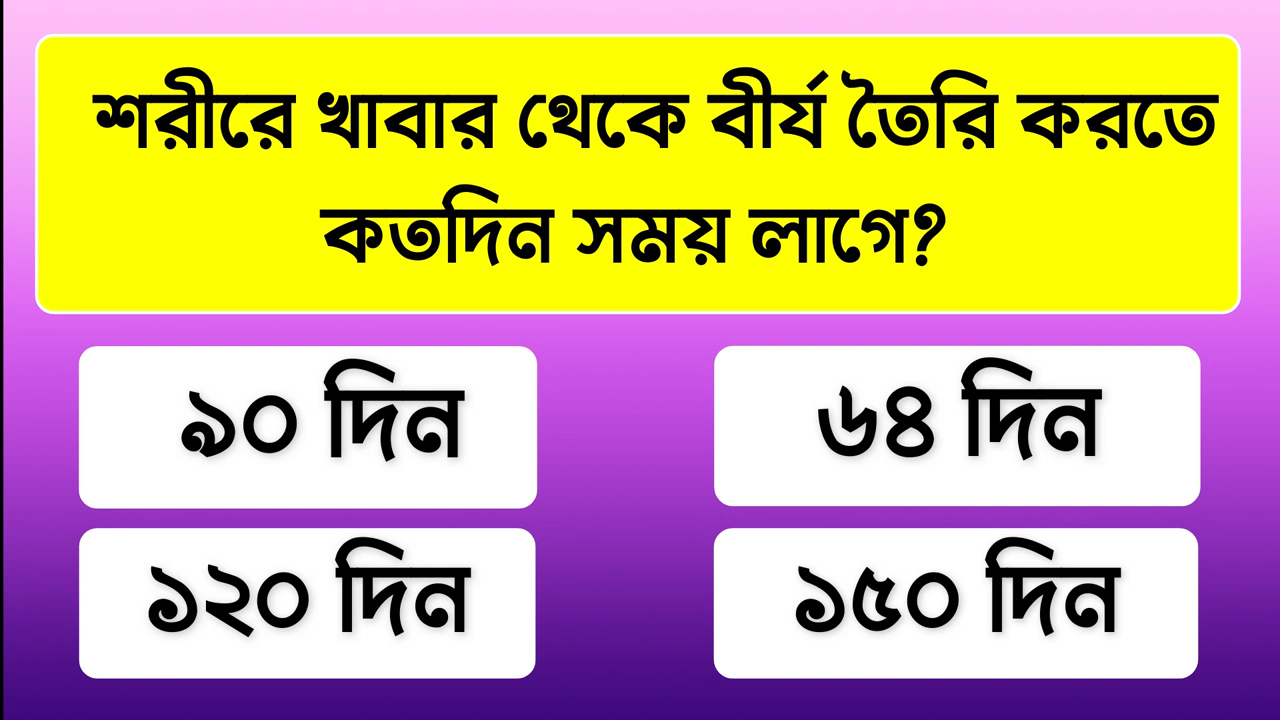 শরীরে খাবার থেকে বীর্য তৈরি করতে
কতদিন সময় লাগে?
৯০ দিন
৬৪ দিন
১২০ দিন
১৫০ দিন